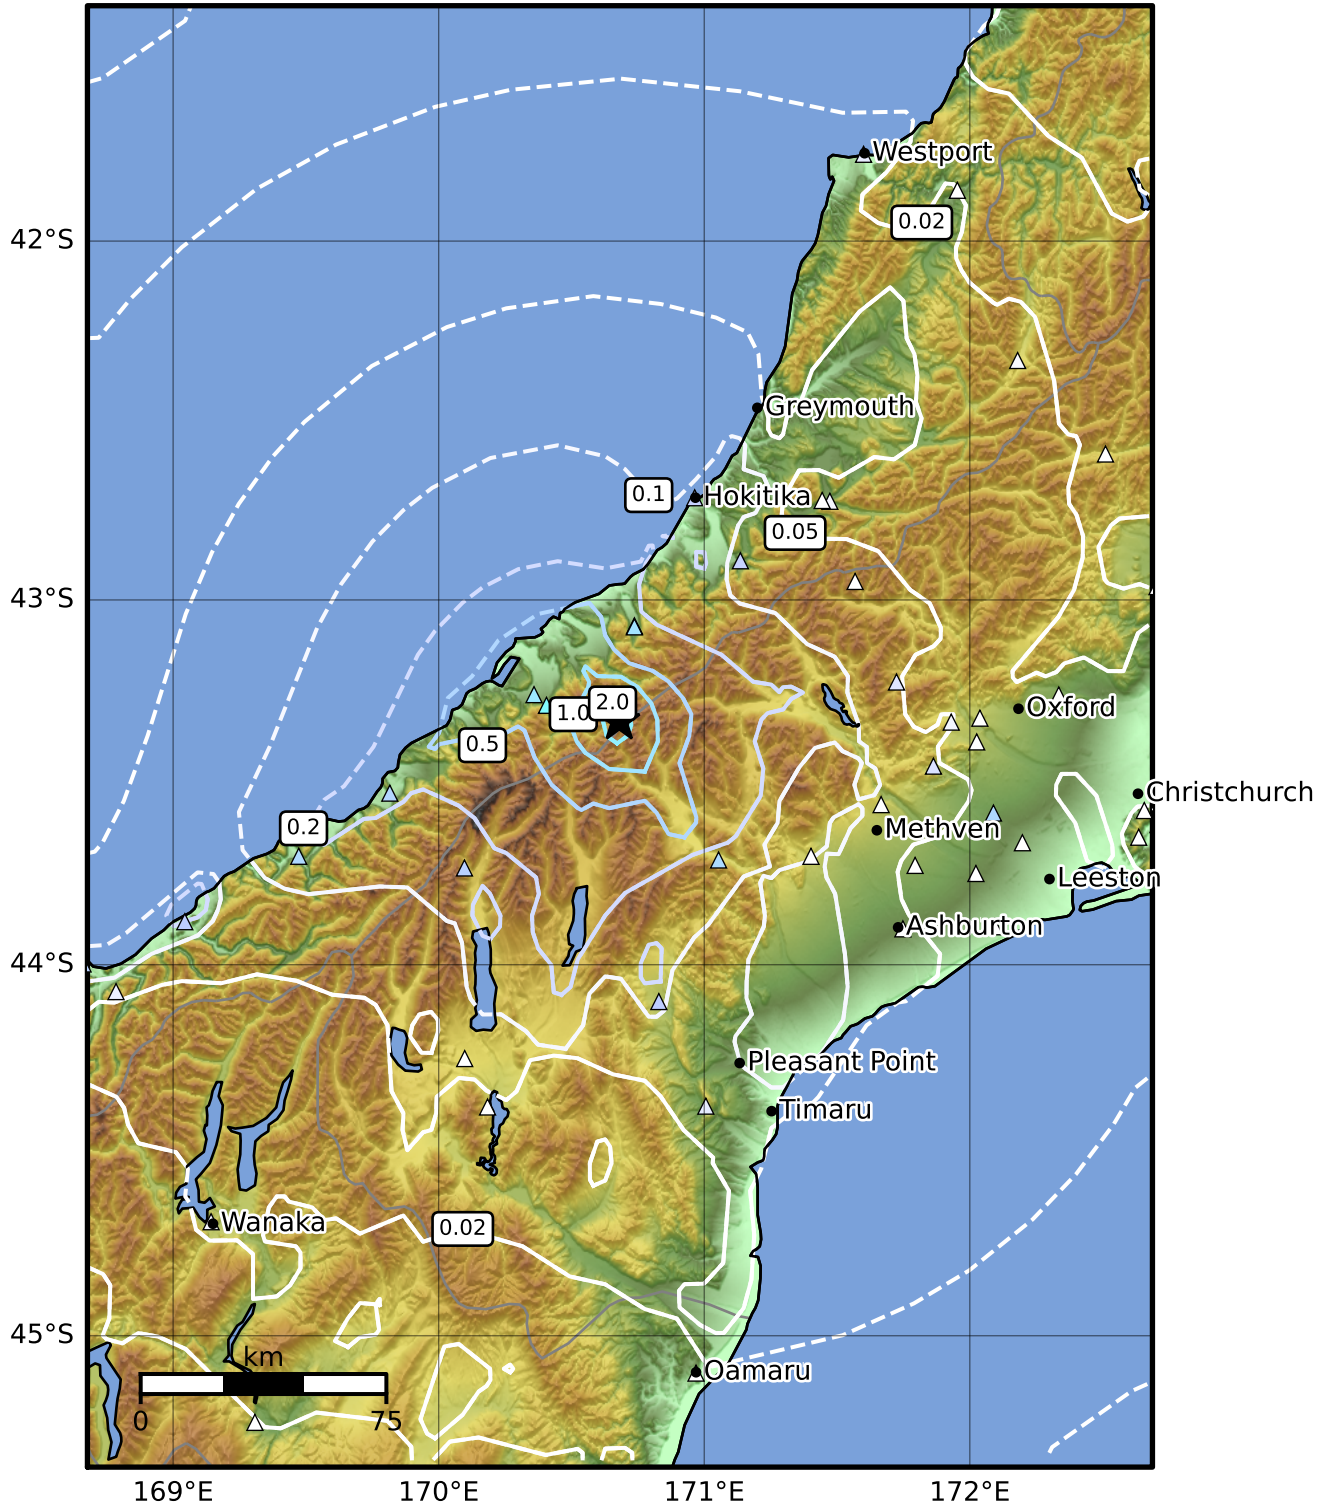 Westport
0.02
42°S
Greymouth
0.1
Hokitika
0.05
43°S
2.0
1.0
Oxford
0.5
Christchurch
0.2
Methven
Leeston
Ashburton
44°S
Pleasant Point
Timaru
Wanaka
0.02
45°S
km
Oamaru
0 75
169°E 170°E 171°E 172°E